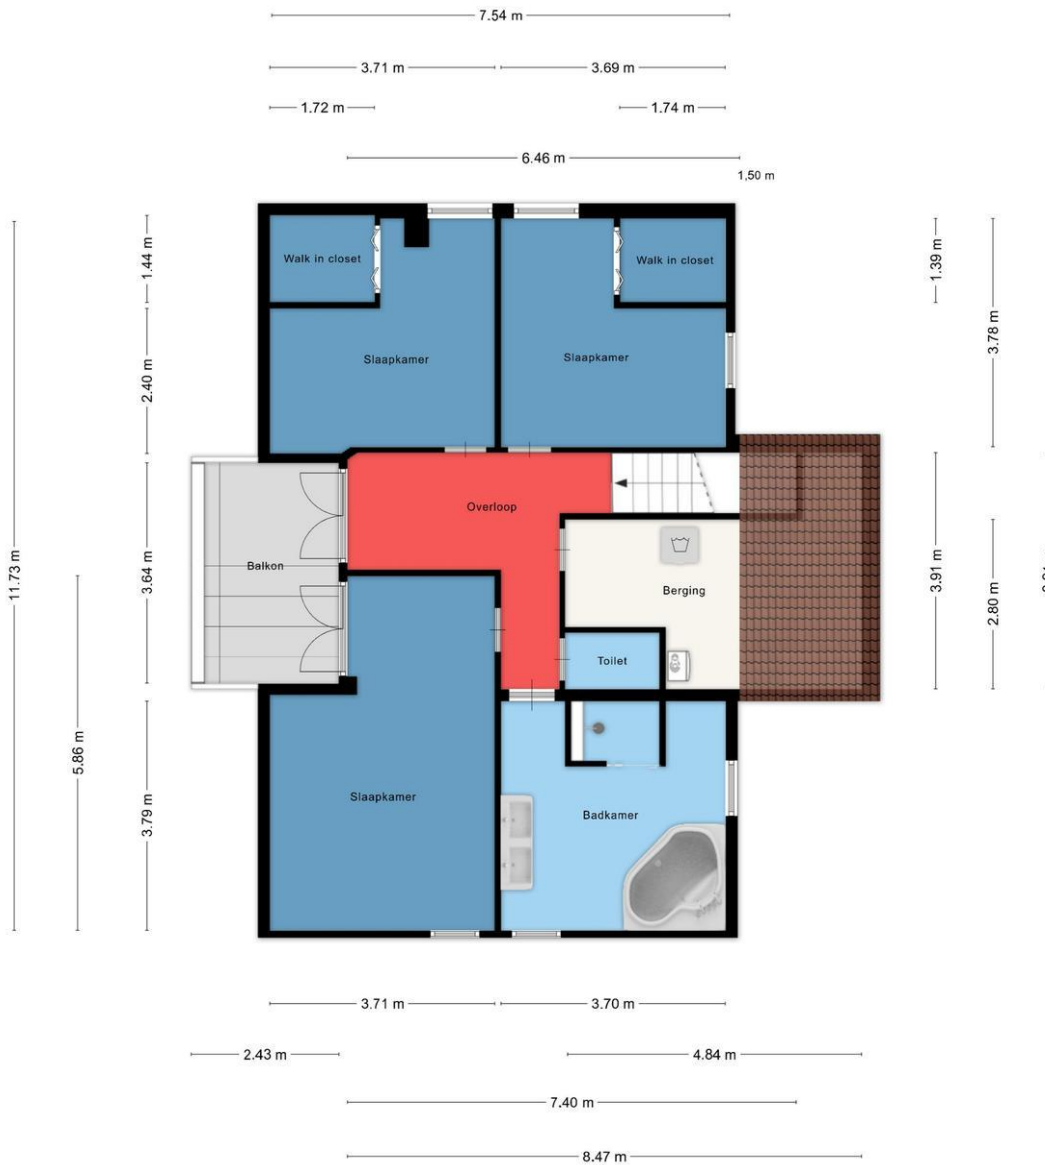 7.54 m
3.71 m
3.69 m
1.72 m
1.74 m
6.46 m
1,50 m
Walk in closet
Walk in closet
1.44 m
1.39 m
3.78 m
Slaapkamer
Slaapkamer
2.40 m
Overloop
11.73 m
Balkon
3.64 m
Berging
3.91 m
2.80 m
Toilet
5.86 m
Slaapkamer
3.79 m
Badkamer
3.71 m
3.70 m
2.43 m
4.84 m
7.40 m
8.47 m